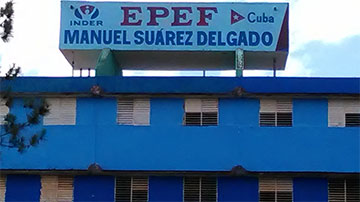 INDER EPEF Cuba
MANUEL SUÁREZ DELGADO